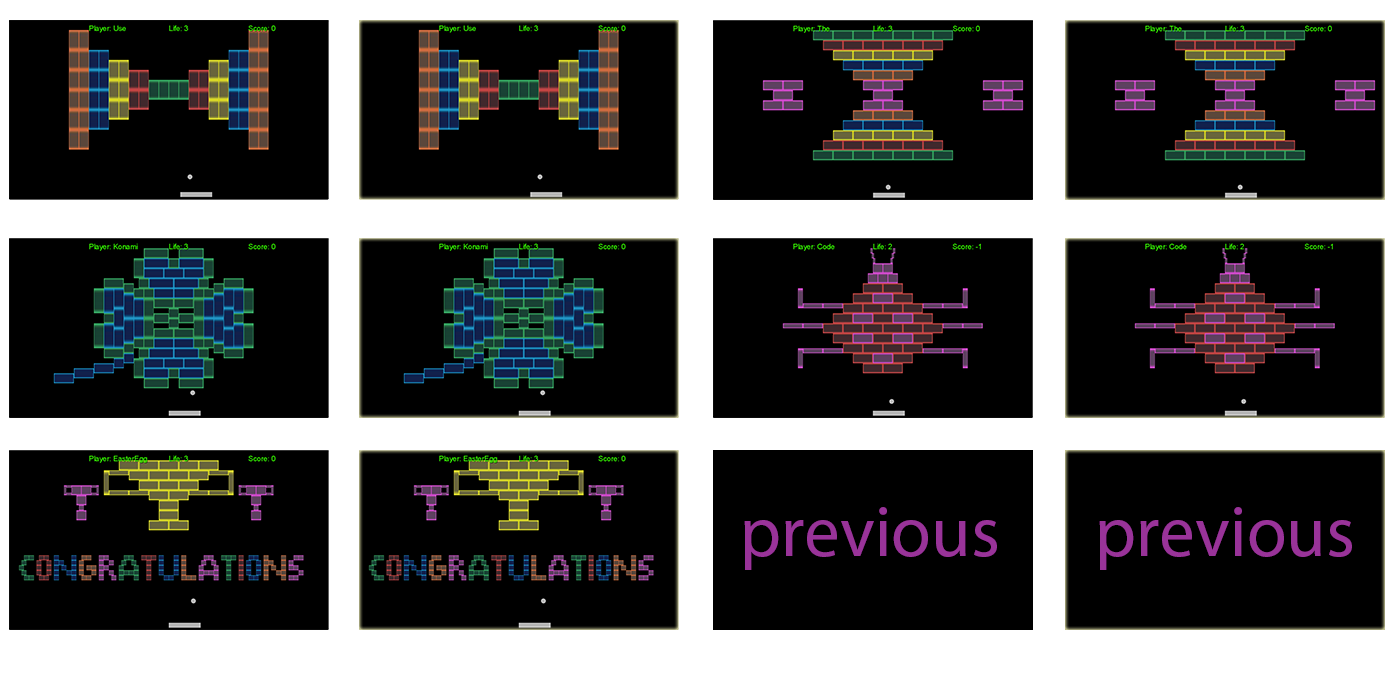 Player: Use Life: 3 Score: 0
Player: Use Life: 3 Score: 0
Player: The Life: 3 Score: 0
Player: The Life: 3 Score: 0
Player: Konami Life: 3 Score: 0
Player: Konami Life: 3 Score: 0
Player: Code Life: 2 Score: -1
Player: Code Life: 2 Score: -1
Player: EasterEgg Life: 3 Score: 0
CONGRATULATIONS
Player: EasterEgg Life: 3 Score: 0
CONGRATULATIONS
previous
previous